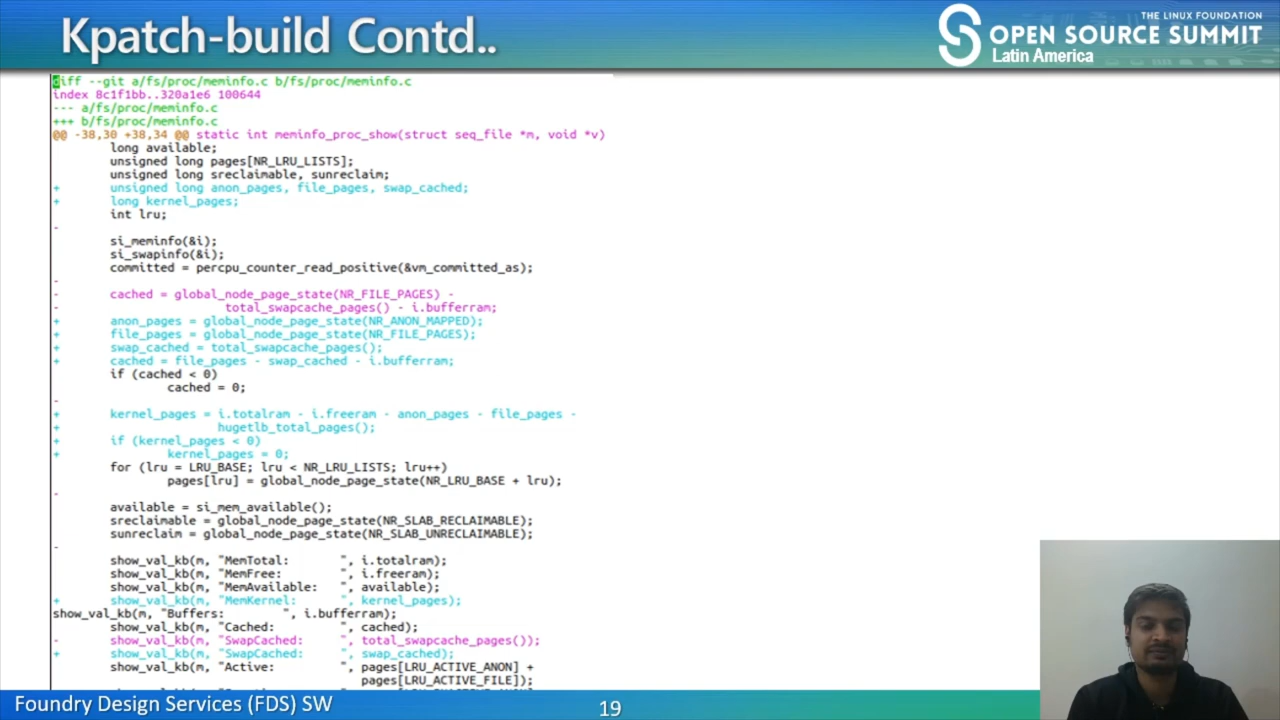 Kpatch-build Contd..
THE LINUX FOUNDATION
OPEN SOURCE SUMMIT
Latin America
diff --git a/fs/proc/meminfo.c b/fs/proc/meminfo.c
index 8c1f1bb..320a1e6 100644
--- a/fs/proc/meminfo.c
+++ b/fs/proc/meminfo.c
@@ -38,30 +38,34 @@ static int meminfo_proc_show(struct seq_file *m, void *v)
        long available;
        unsigned long pages[NR_LRU_LISTS];
        unsigned long sreclaimable, sunreclaim;
+       unsigned long anon_pages, file_pages, swap_cached;
+       long kernel_pages;
        int lru;
-
        si_meminfo(&i);
        si_swapinfo(&i);
        committed = percpu_counter_read_positive(&vm_committed_as);
-
-       cached = global_node_page_state(NR_FILE_PAGES) -
-                       total_swapcache_pages() - i.bufferram;
+       anon_pages = global_node_page_state(NR_ANON_MAPPED);
+       file_pages = global_node_page_state(NR_FILE_PAGES);
+       swap_cached = total_swapcache_pages();
+       cached = file_pages - swap_cached - i.bufferram;
        if (cached < 0)
                cached = 0;
-
+       kernel_pages = i.totalram - i.freeram - anon_pages - file_pages -
+                      hugetlb_total_pages();
+       if (kernel_pages < 0)
+               kernel_pages = 0;
        for (lru = LRU_BASE; lru < NR_LRU_LISTS; lru++)
                pages[lru] = global_node_page_state(NR_LRU_BASE + lru);
-
        available = si_mem_available();
        sreclaimable = global_node_page_state(NR_SLAB_RECLAIMABLE);
        sunreclaim = global_node_page_state(NR_SLAB_UNRECLAIMABLE);
-
        show_val_kb(m, "MemTotal:       ", i.totalram);
        show_val_kb(m, "MemFree:        ", i.freeram);
        show_val_kb(m, "MemAvailable:   ", available);
+       show_val_kb(m, "MemKernel:      ", kernel_pages);
show_val_kb(m, "Buffers:        ", i.bufferram);
        show_val_kb(m, "Cached:         ", cached);
-       show_val_kb(m, "SwapCached:     ", total_swapcache_pages());
+       show_val_kb(m, "SwapCached:     ", swap_cached);
        show_val_kb(m, "Active:         ", pages[LRU_ACTIVE_ANON] +
                                           pages[LRU_ACTIVE_FILE]);
Foundry Design Services (FDS) SW
19